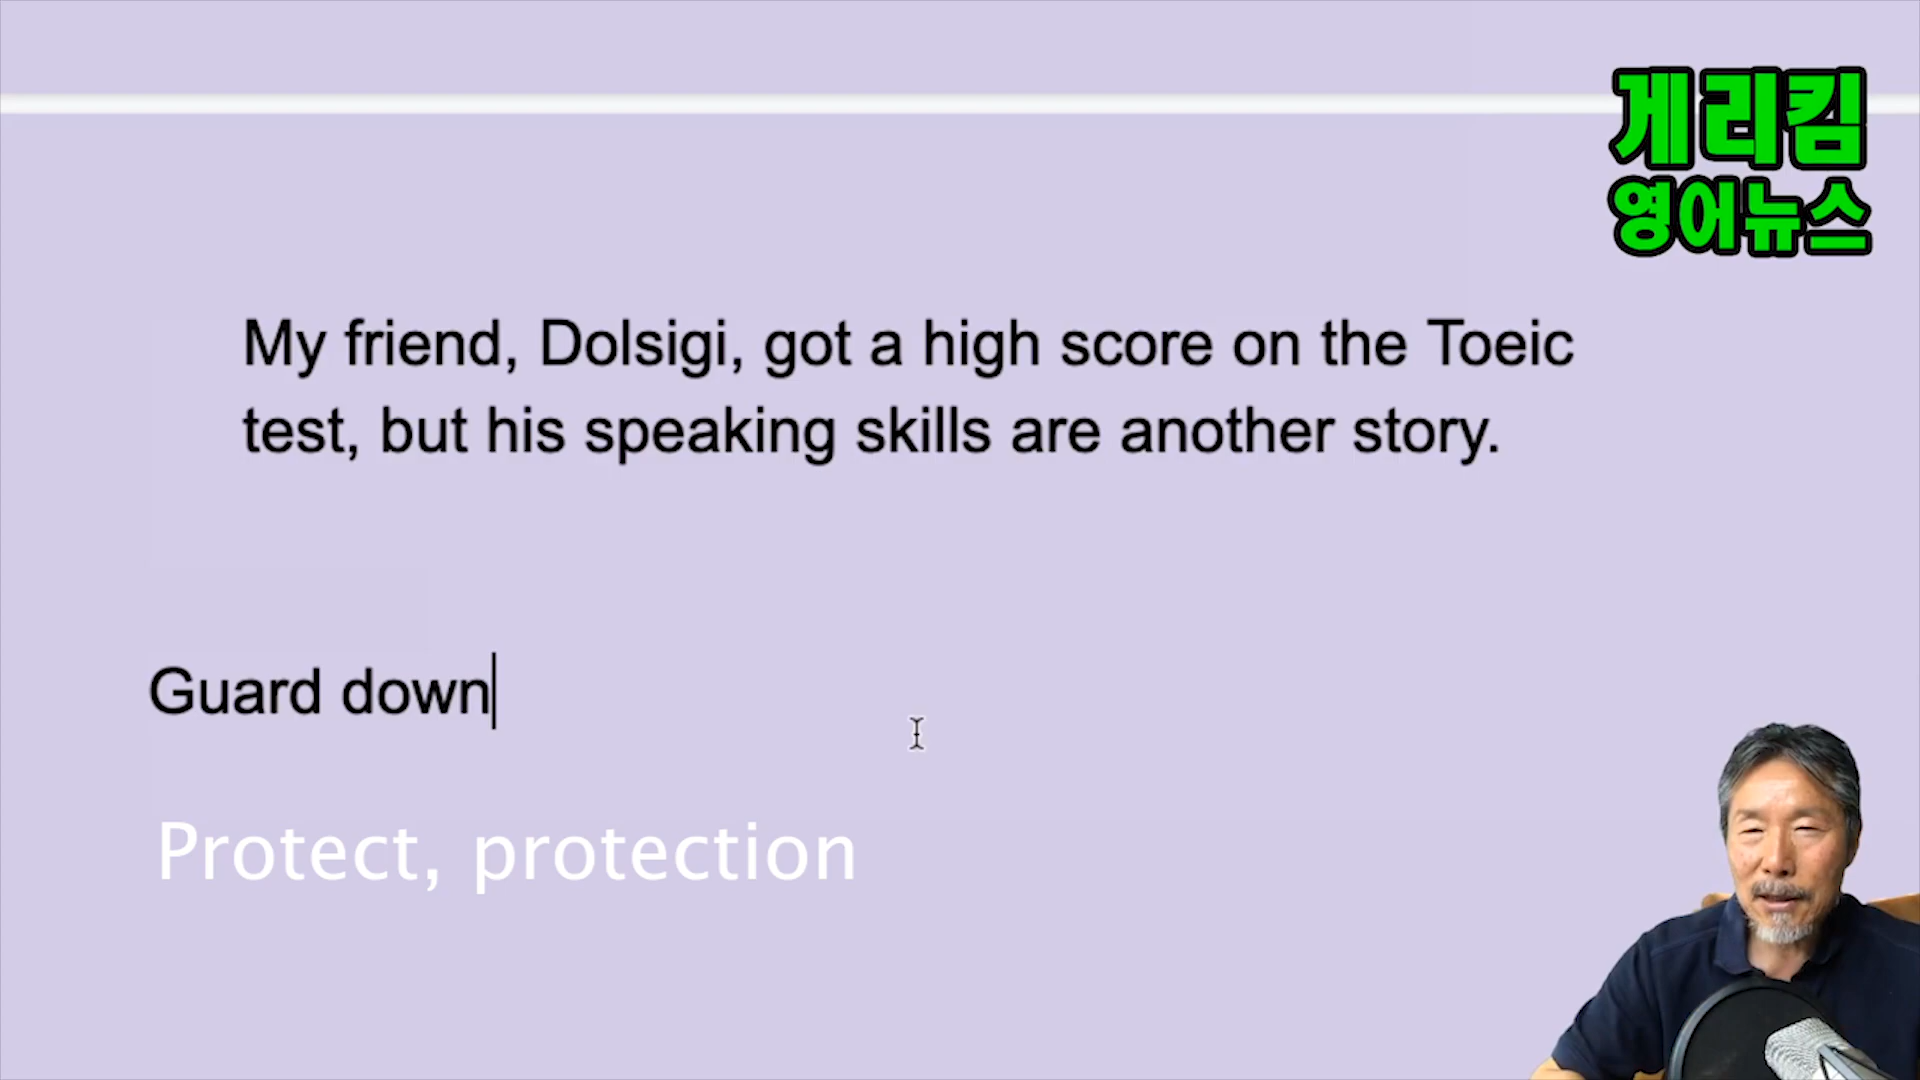 게리킴
영어뉴스
My friend, Dolsigi, got a high score on the Toeic
test, but his speaking skills are another story.
Guard down
Protect, protection